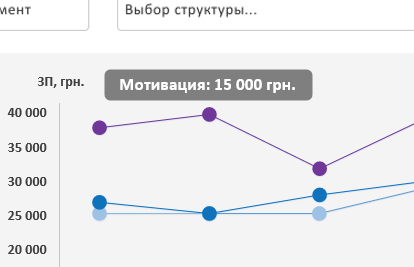 мент
Выбор структуры...
ЗП, грн.
Мотивация: 15 000 грн.
40 000
35 000
30 000
25 000
20 000